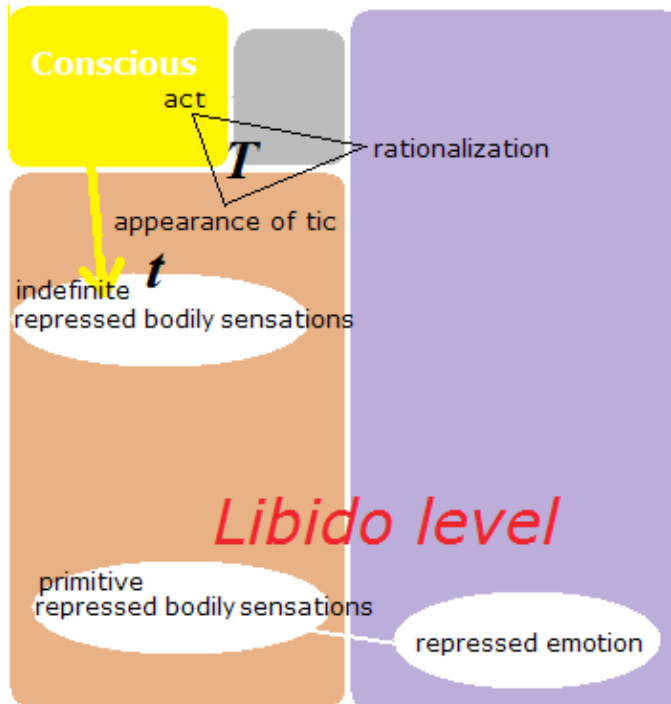 Conscious
act
T
rationalization
appearance of tic
t
indefinite
repressed bodily sensations
Libido level
primitive
repressed bodily sensations
repressed emotion